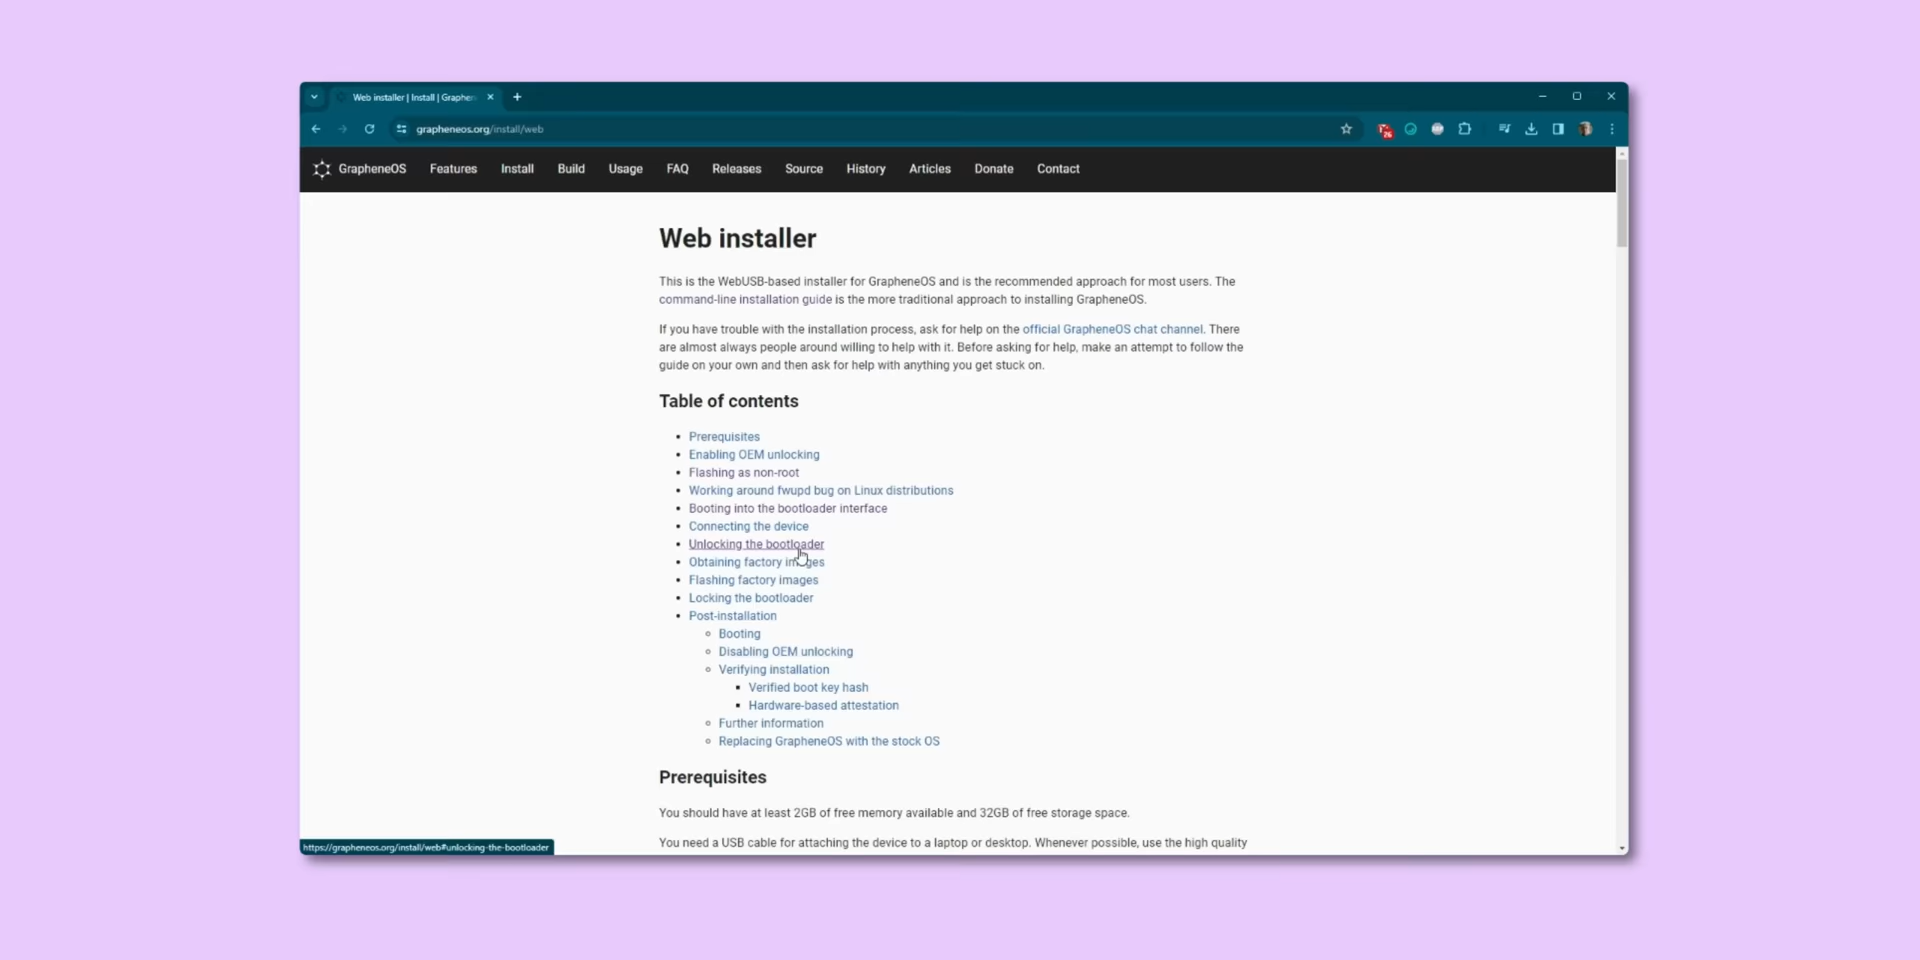 Web installer | Install | Graphen
grapheneos.org/install/web
26
GrapheneOS Features Install Build Usage FAQ Releases Source History Articles Donate Contact
Web installer
This is the WebUSB-based installer for GrapheneOS and is the recommended approach for most users. The
command-line installation guide is the more traditional approach to installing GrapheneOS.
If you have trouble with the installation process, ask for help on the official GrapheneOS chat channel. There
are almost always people around willing to help with it. Before asking for help, make an attempt to follow the
guide on your own and then ask for help with anything you get stuck on.
Table of contents
Prerequisites
Enabling OEM unlocking
Flashing as non-root
Working around fwupd bug on Linux distributions
Booting into the bootloader interface
Connecting the device
Unlocking the bootloader
Obtaining factory images
Flashing factory images
Locking the bootloader
Post-installation
Booting
Disabling OEM unlocking
Verifying installation
Verified boot key hash
Hardware-based attestation
Further information
Replacing GrapheneOS with the stock OS
Prerequisites
You should have at least 2GB of free memory available and 32GB of free storage space.
You need a USB cable for attaching the device to a laptop or desktop. Whenever possible, use the high quality
https://grapheneos.org/install/web#unlocking-the-bootloader